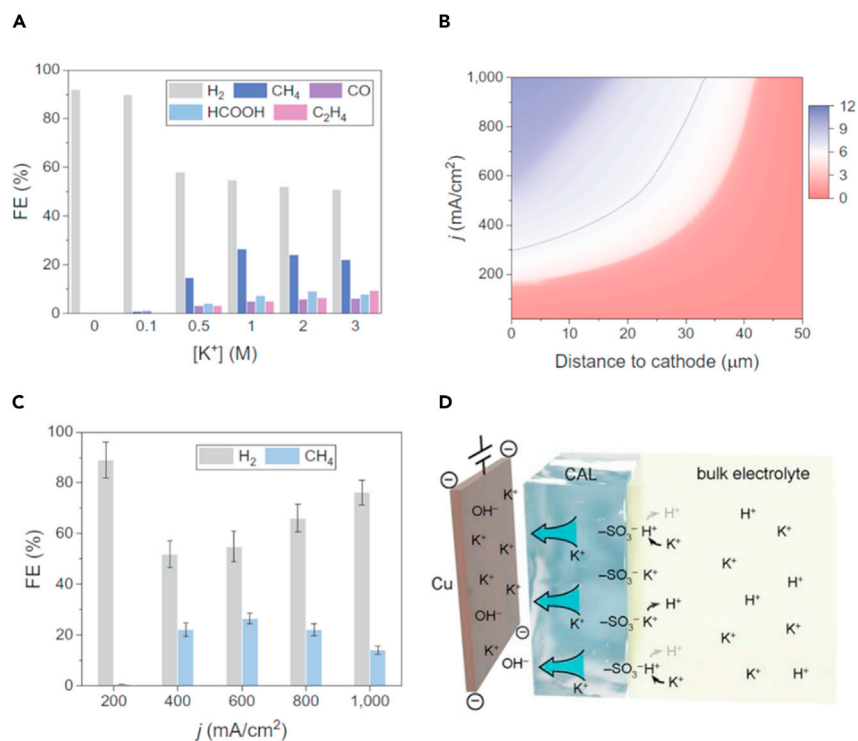 A
100
80
60
40
20
0
FE (%)
H₂ CH₄ CO
HCOOH C₂H₄
0 0.1 0.5 1 2 3
[K⁺] (M)
B
1,000
800
600
400
200
j (mA/cm²)
0 10 20 30 40 50
Distance to cathode (μm)
12
9
6
3
0
C
100
80
60
40
20
0
FE (%)
H₂ CH₄
200 400 600 800 1,000
j (mA/cm²)
D
CAL bulk electrolyte
Cu
K⁺
OH⁻
K⁺
K⁺
K⁺
K⁺
OH⁻
K⁺
OH⁻
K⁺
K⁺
K⁺
H⁺
–SO₃⁻ H⁺
K⁺
–SO₃⁻ K⁺
H⁺
–SO₃⁻ K⁺
H⁺
–SO₃⁻ H⁺
K⁺
H⁺
K⁺
K⁺
H⁺
H⁺
K⁺
K⁺
K⁺
H⁺